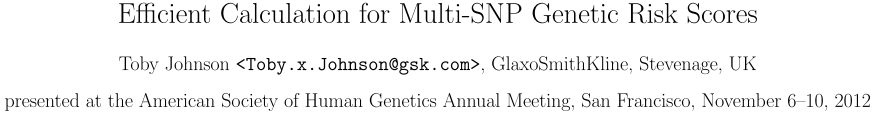 Efficient Calculation for Multi-SNP Genetic Risk Scores
Toby Johnson <Toby.x.Johnson@gsk.com>, GlaxoSmithKline, Stevenage, UK
presented at the American Society of Human Genetics Annual Meeting, San Francisco, November 6–10, 2012